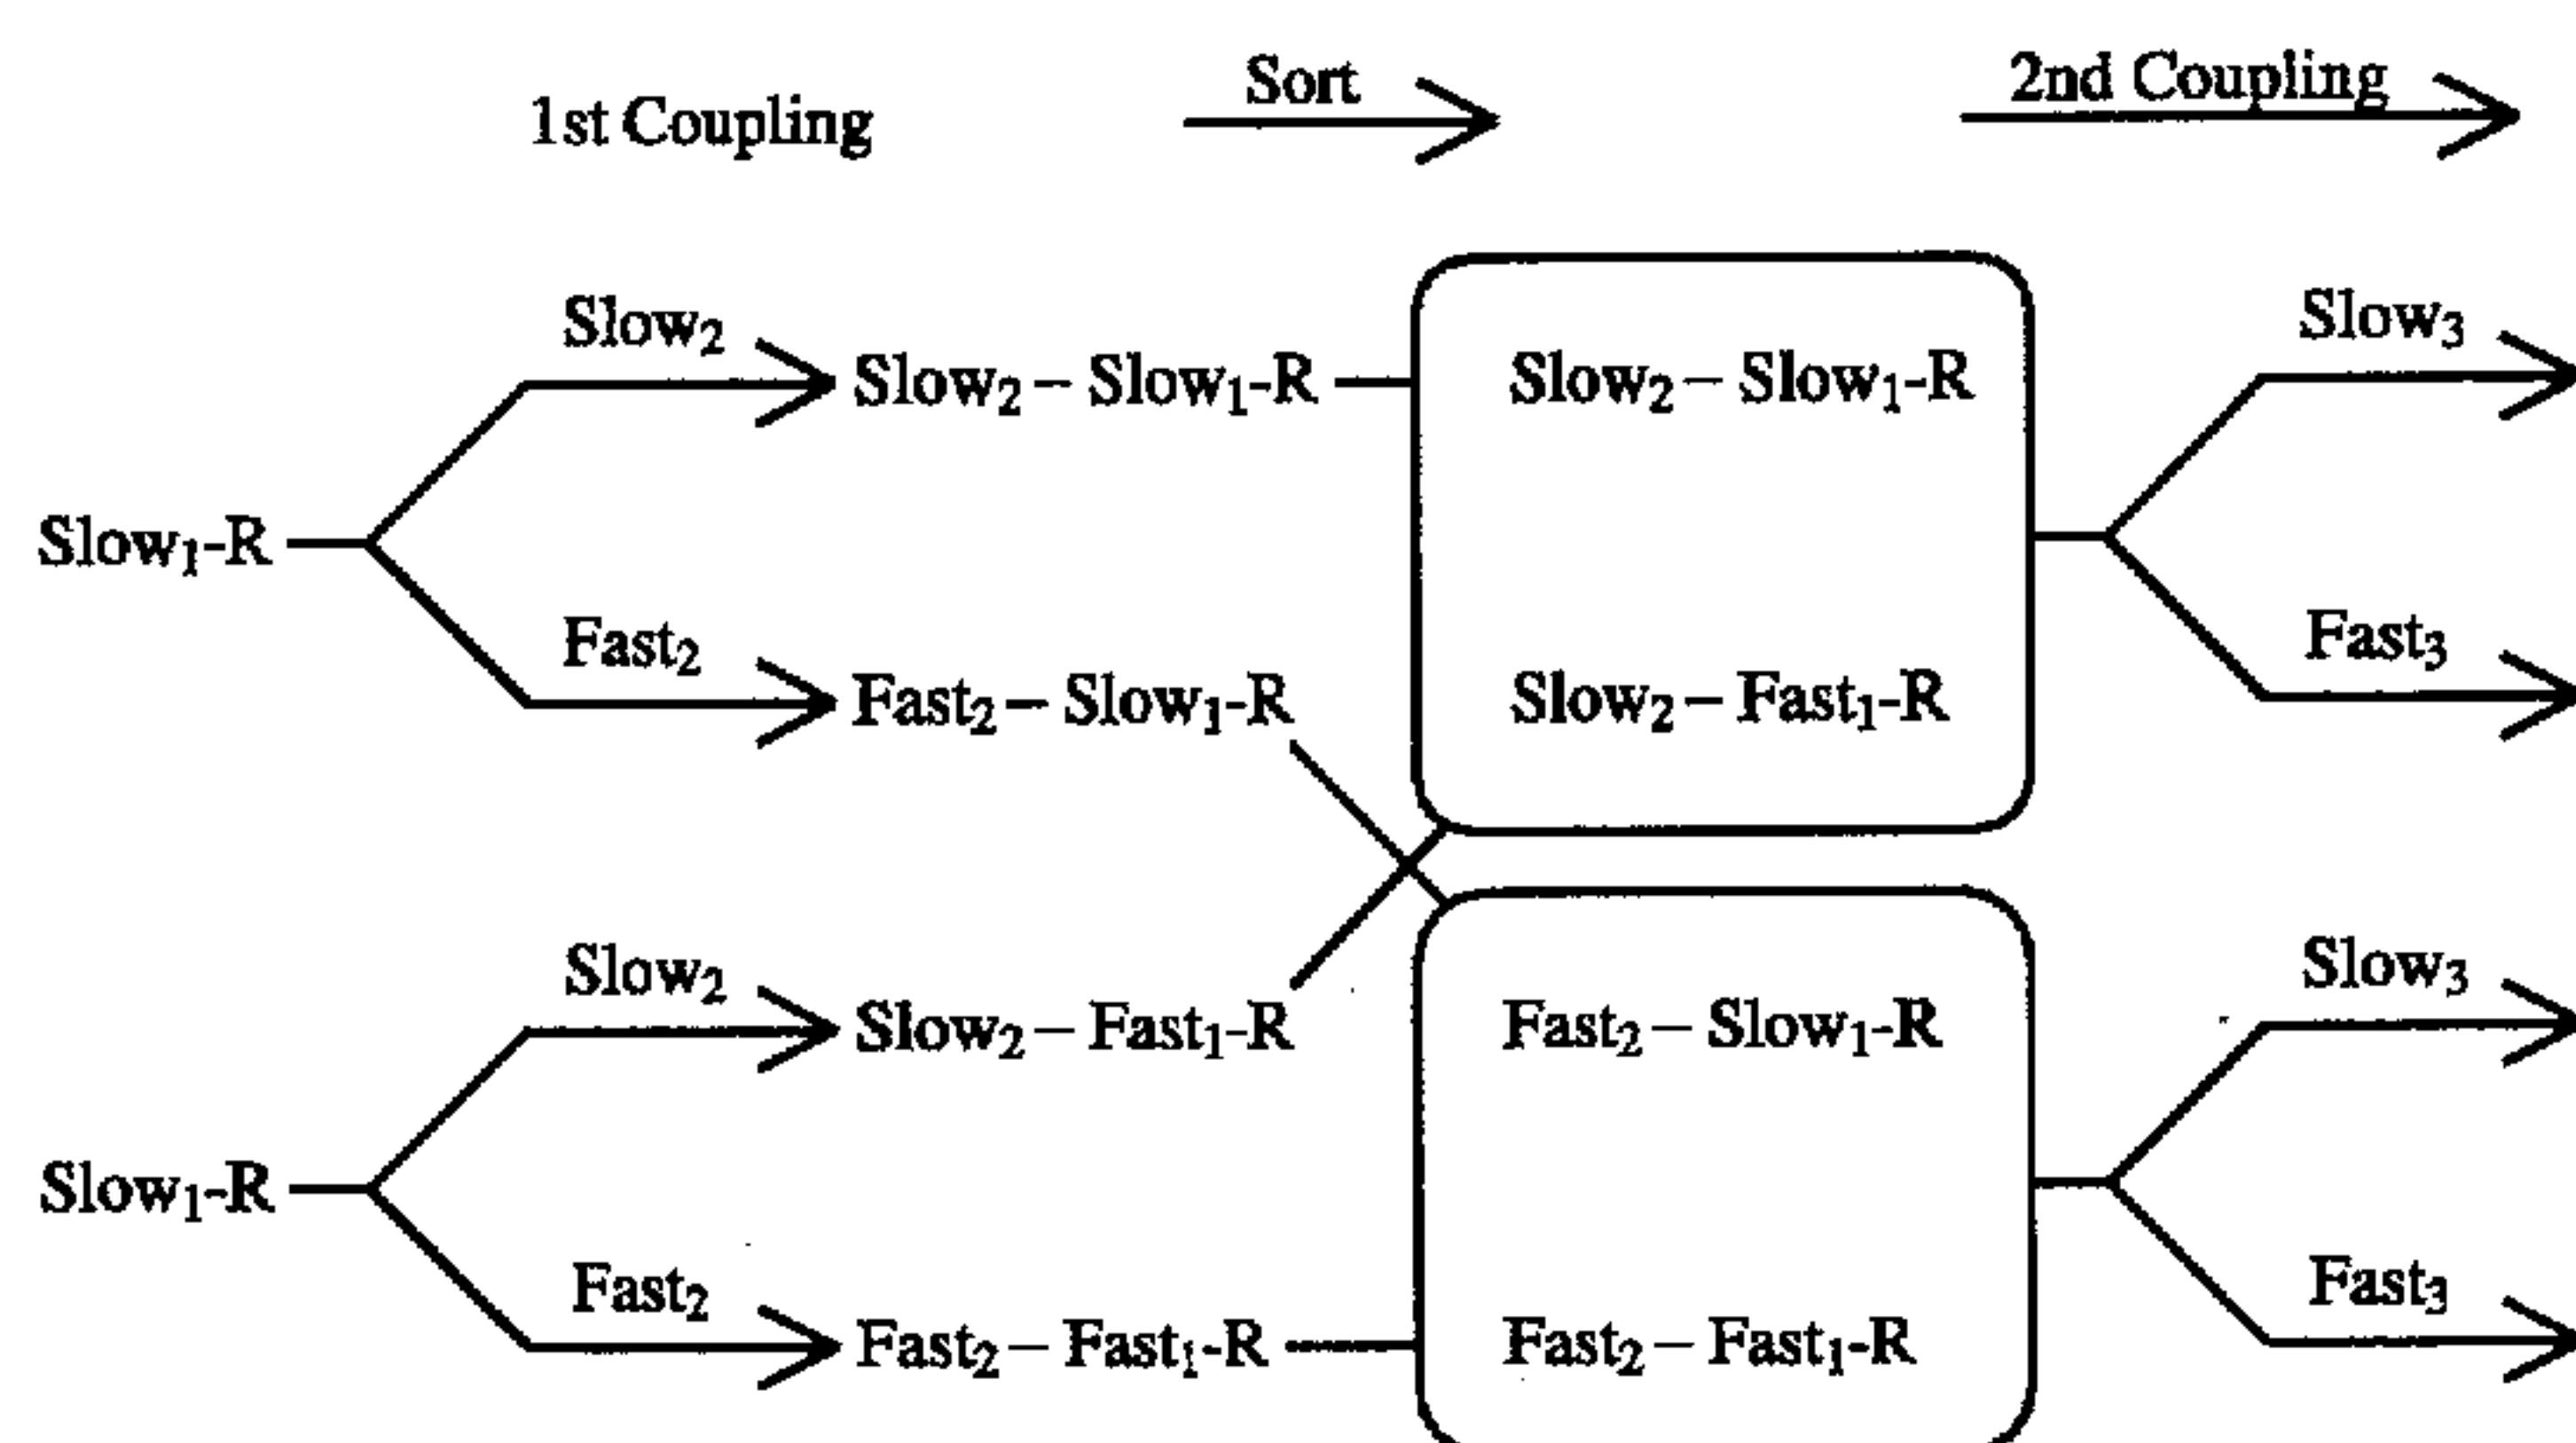 1st Coupling Sort 2nd Coupling
Slow₂ Slow₃
Slow₂ – Slow₁-R Slow₂ – Slow₁-R
Slow₁-R
Fast₂ Fast₃
Fast₂ – Slow₁-R Slow₂ – Fast₁-R
Slow₂ Slow₃
Slow₂ – Fast₁-R Fast₂ – Slow₁-R
Slow₁-R
Fast₂ Fast₃
Fast₂ – Fast₁-R Fast₂ – Fast₁-R